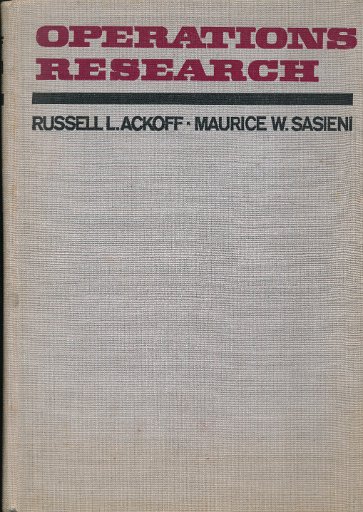 OPERATIONS
RESEARCH
RUSSELL L. ACKOFF · MAURICE W. SASIENI